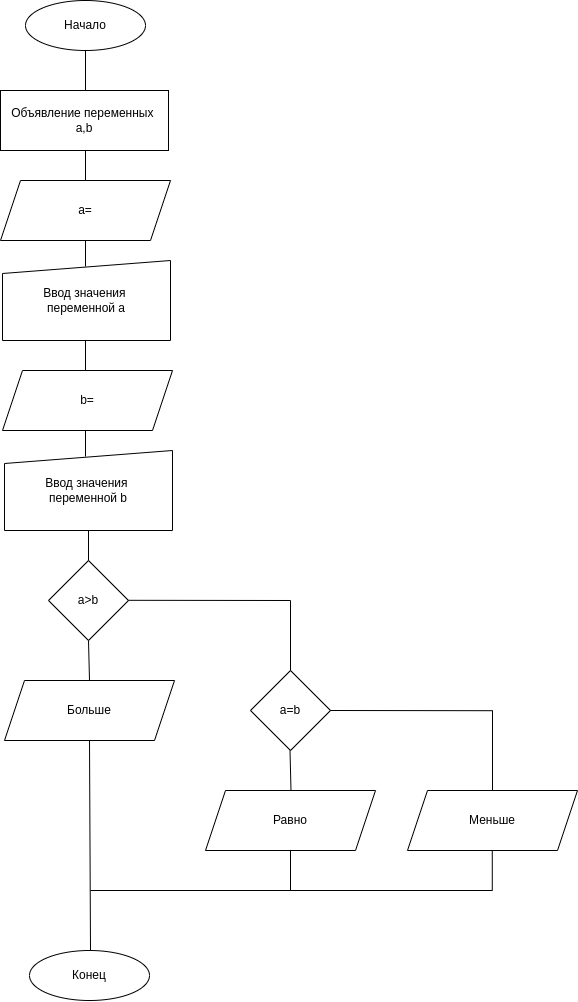 Начало
Объявление переменных
a,b
a=
Ввод значения
переменной a
b=
Ввод значения
переменной b
a>b
Больше
a=b
Равно
Меньше
Конец